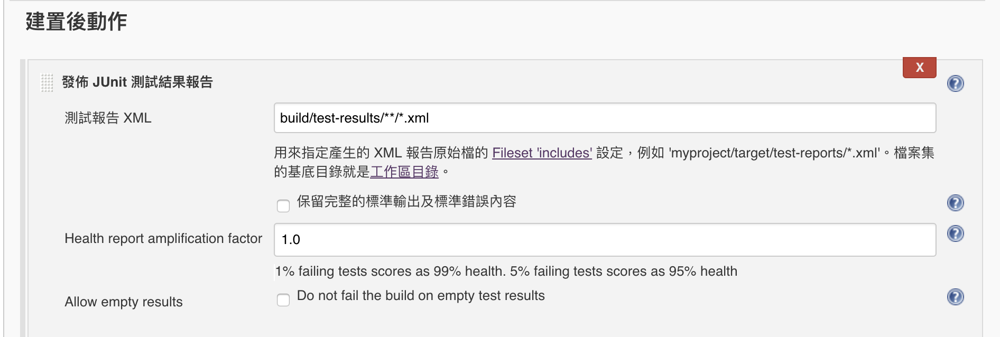 建置後動作
X
發佈 JUnit 測試結果報告
測試報告 XML
build/test-results/**/*.xml
用來指定產生的 XML 報告原始檔的 Fileset 'includes' 設定，例如 'myproject/target/test-reports/*.xml'。檔案集
的基底目錄就是工作區目錄。
保留完整的標準輸出及標準錯誤內容
Health report amplification factor
1.0
1% failing tests scores as 99% health. 5% failing tests scores as 95% health
Allow empty results
Do not fail the build on empty test results